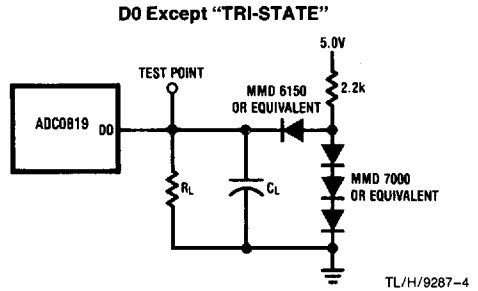 D0 Except “TRI-STATE”
5.0V
TEST POINT
2.2k
MMD 6150
OR EQUIVALENT
ADC0819
D0
MMD 7000
OR EQUIVALENT
RL
CL
TL/H/9287–4